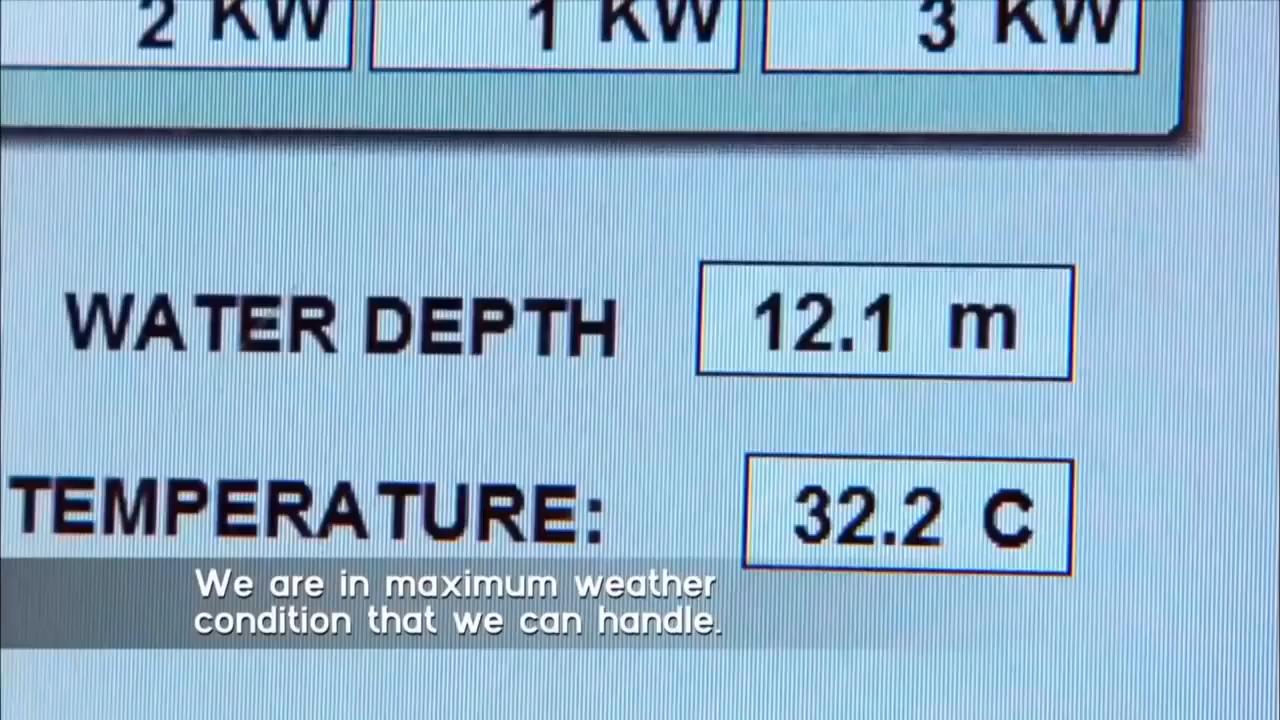 2 KW 1 KW 3 KW
WATER DEPTH 12.1 m
TEMPERATURE: 32.2 C
We are in maximum weather
condition that we can handle.